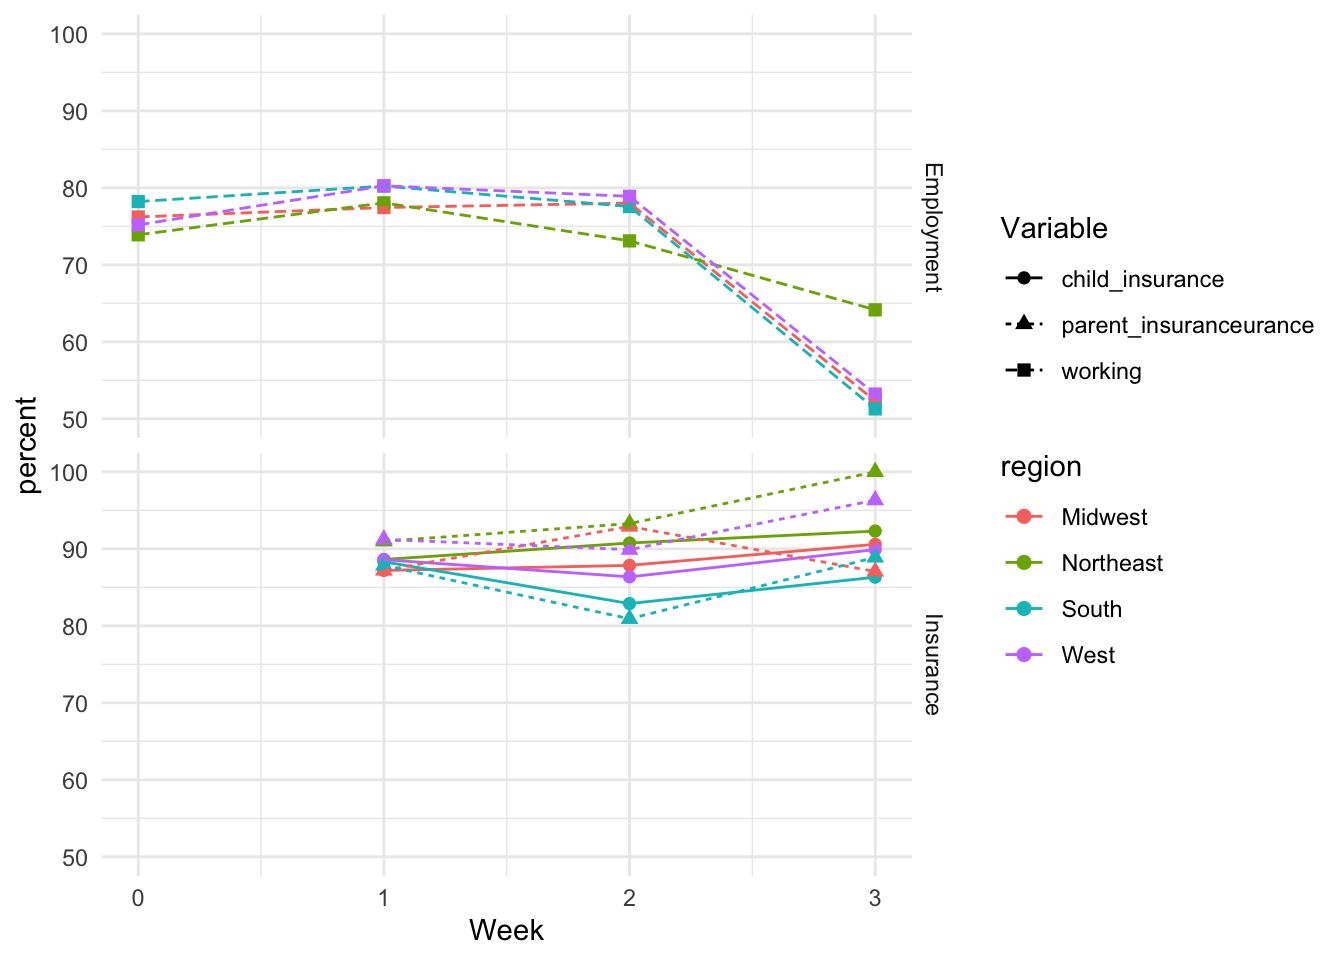 percent
100
90
80
70
60
50
Employment
100
90
80
70
60
50
Insurance
0 1 2 3
Week
Variable
child_insurance
parent_insuranceurance
working
region
Midwest
Northeast
South
West